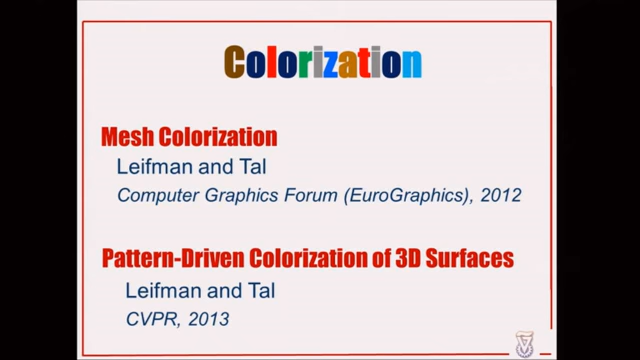 Colorization
Mesh Colorization
Leifman and Tal
Computer Graphics Forum (EuroGraphics), 2012
Pattern-Driven Colorization of 3D Surfaces
Leifman and Tal
CVPR, 2013